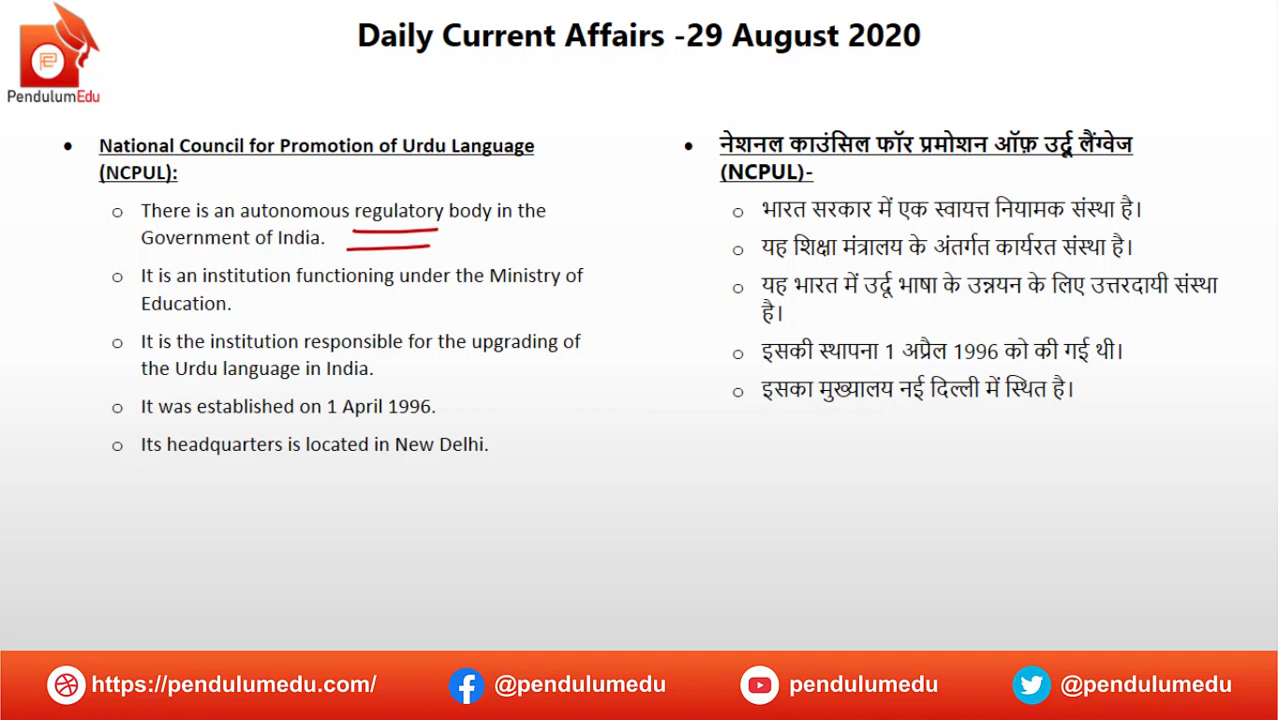 Daily Current Affairs -29 August 2020
PendulumEdu
• National Council for Promotion of Urdu Language
(NCPUL):
o There is an autonomous regulatory body in the
Government of India.
o It is an institution functioning under the Ministry of
Education.
o It is the institution responsible for the upgrading of
the Urdu language in India.
o It was established on 1 April 1996.
o Its headquarters is located in New Delhi.
• नेशनल काउंसिल फॉर प्रमोशन ऑफ़ उर्दू लैंग्वेज
(NCPUL)-
o भारत सरकार में एक स्वायत्त नियामक संस्था है।
o यह शिक्षा मंत्रालय के अंतर्गत कार्यरत संस्था है।
o यह भारत में उर्दू भाषा के उन्नयन के लिए उत्तरदायी संस्था
है।
o इसकी स्थापना 1 अप्रैल 1996 को की गई थी।
o इसका मुख्यालय नई दिल्ली में स्थित है।
https://pendulumedu.com/
@pendulumedu
pendulumedu
@pendulumedu